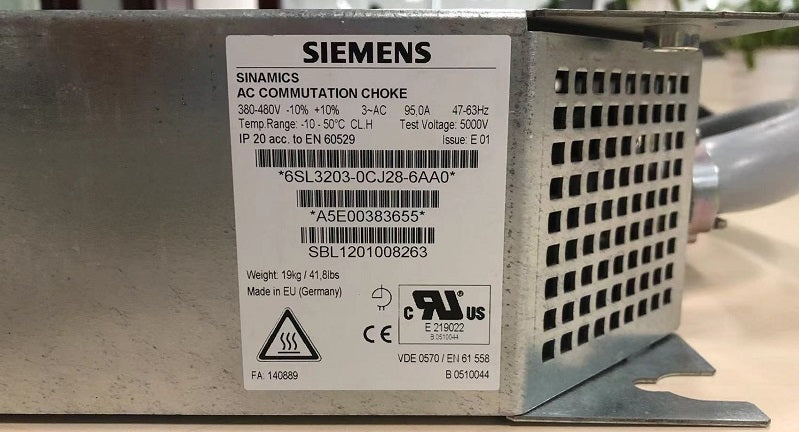 SIEMENS
SINAMICS
AC COMMUTATION CHOKE
380-480V -10% +10% 3~AC 95,0A 47-63Hz
Temp.Range: -10 - 50°C CL.H Test Voltage: 5000V
IP 20 acc. to EN 60529 Issue: E 01
*6SL3203-0CJ28-6AA0*
*A5E00383655*
SBL1201008263
Weight: 19kg / 41,8lbs
Made in EU (Germany)
c RU ® US
E 219022
B.0510044
CE
VDE 0570 / EN 61 558
FA: 140889 B 0510044